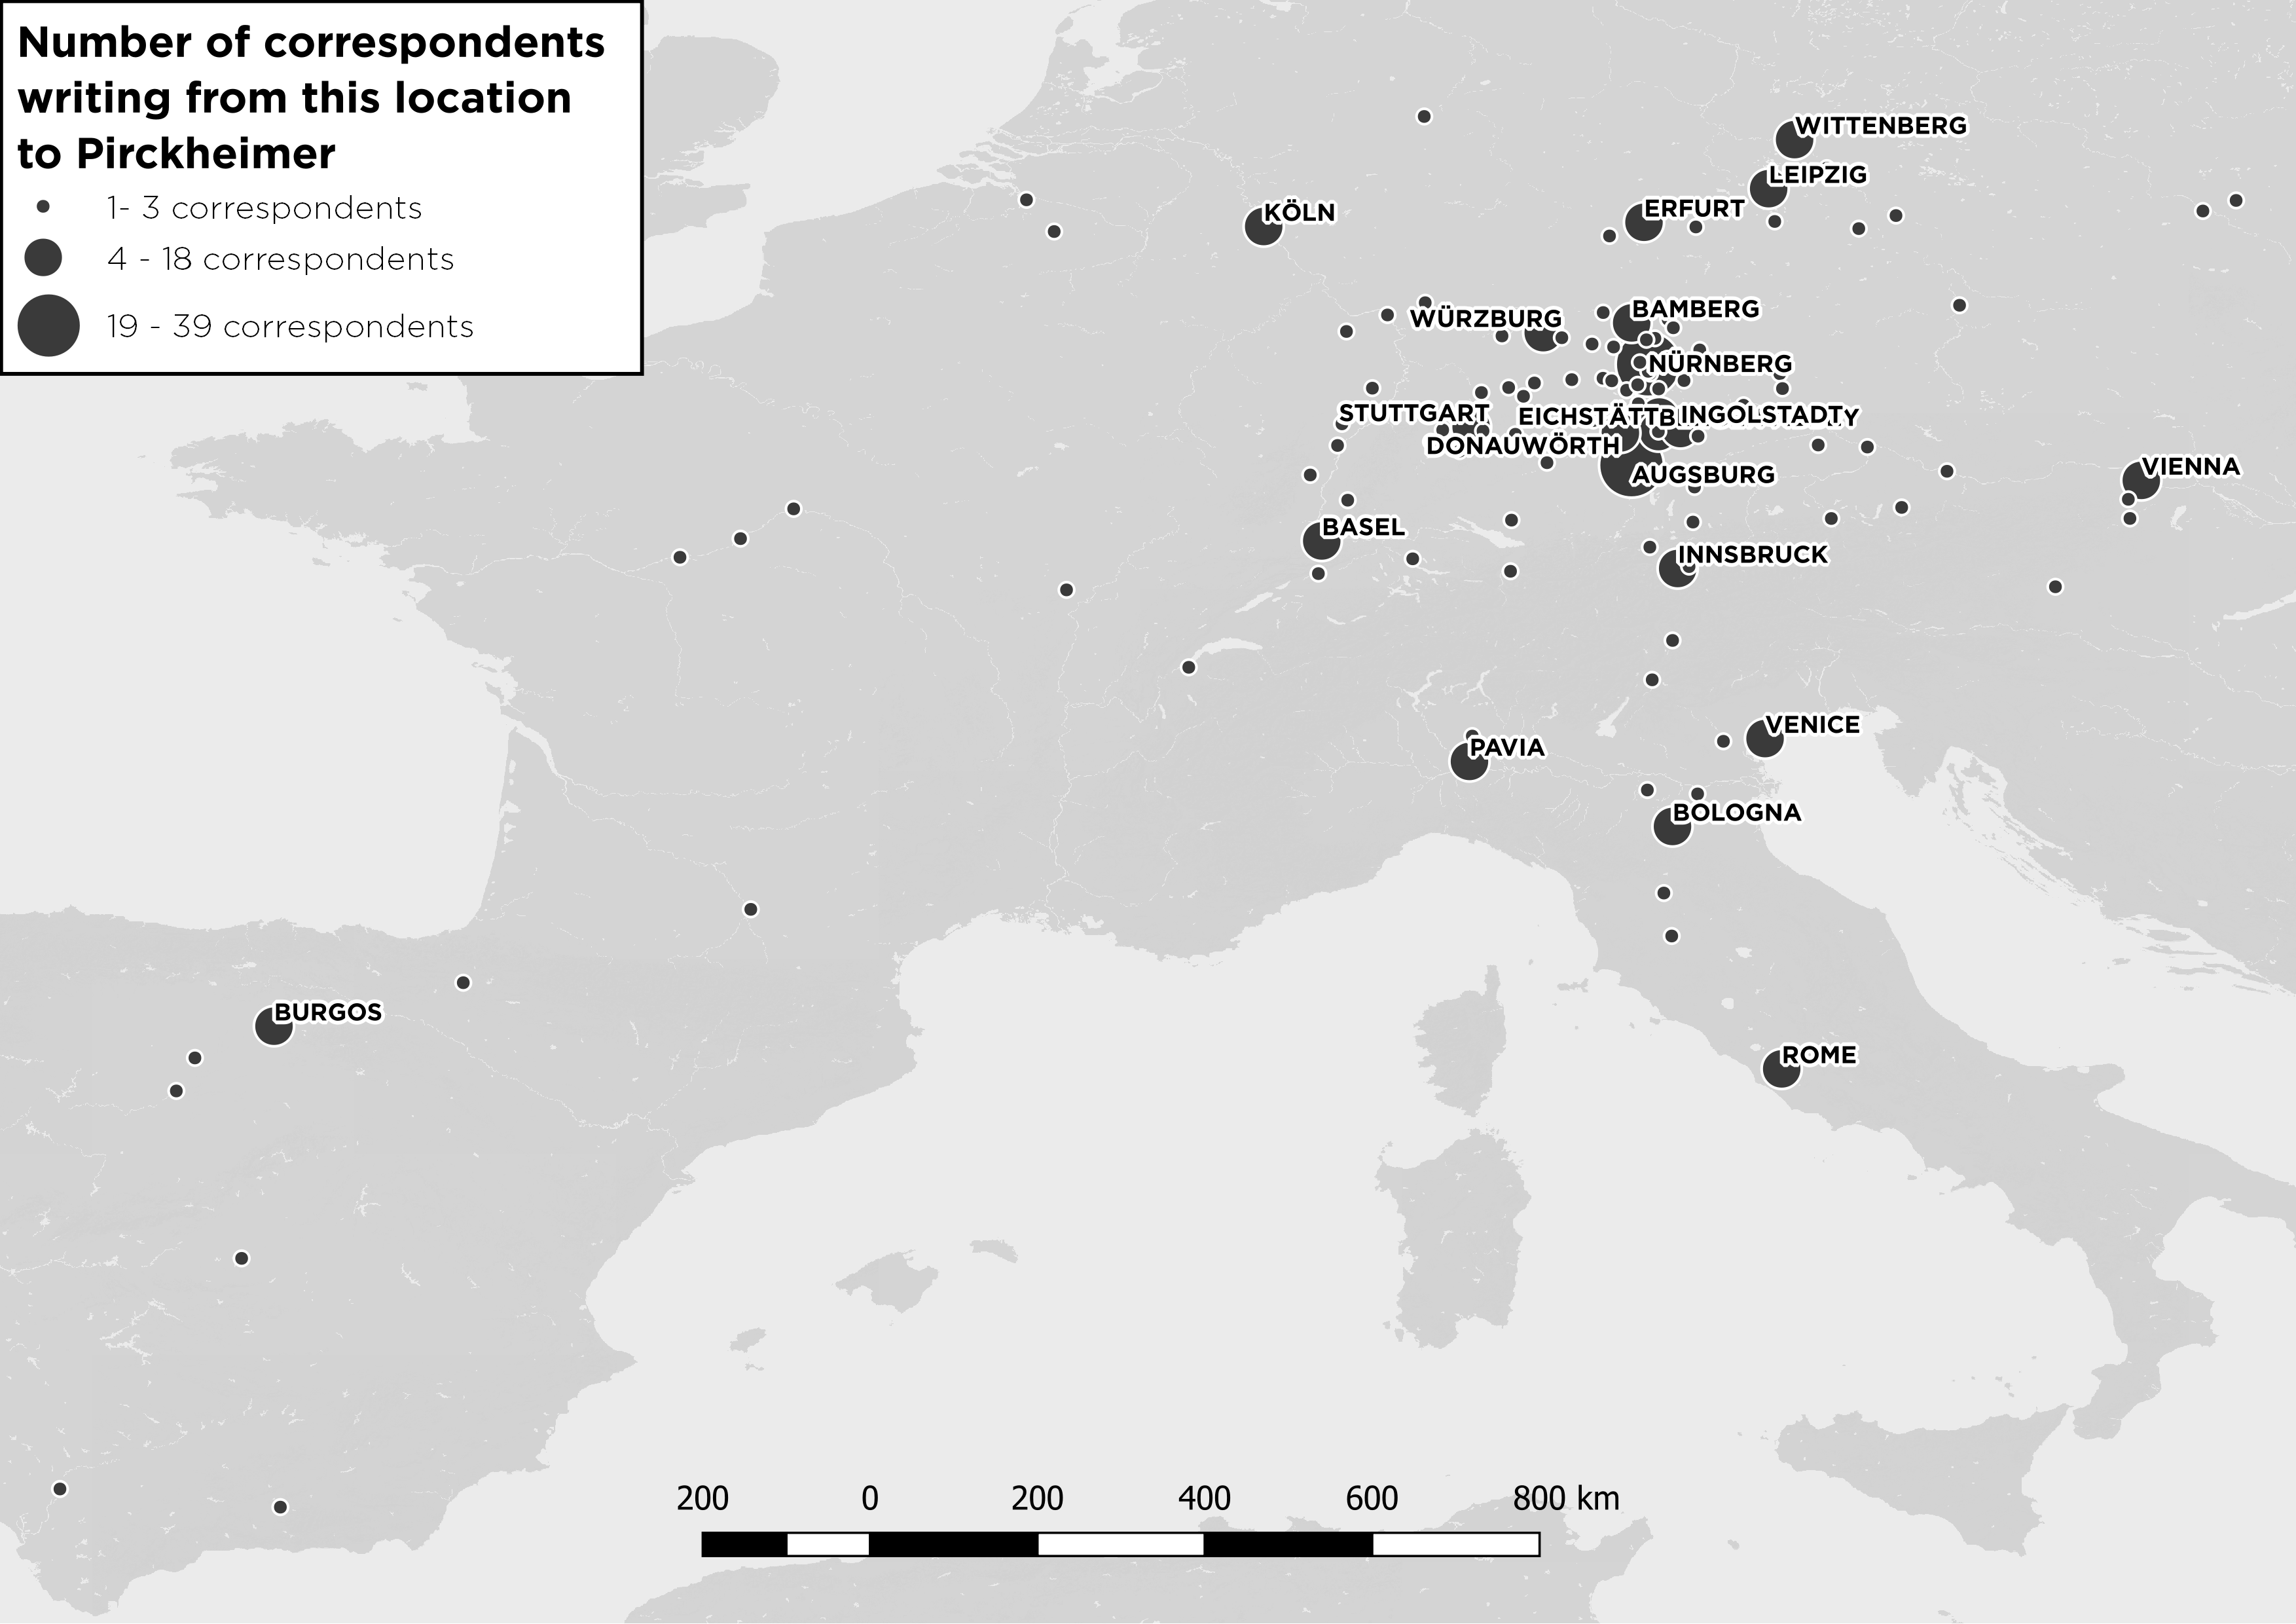 Number of correspondents
writing from this location
to Pirckheimer
1- 3 correspondents
4 - 18 correspondents
19 - 39 correspondents
WITTENBERG
LEIPZIG
ERFURT
KÖLN
BAMBERG
WÜRZBURG
NÜRNBERG
STUTTGART
EICHSTÄTT
INGOLSTADT
DONAUWÖRTH
AUGSBURG
VIENNA
BASEL
INNSBRUCK
VENICE
PAVIA
BOLOGNA
BURGOS
ROME
200 0 200 400 600 800 km